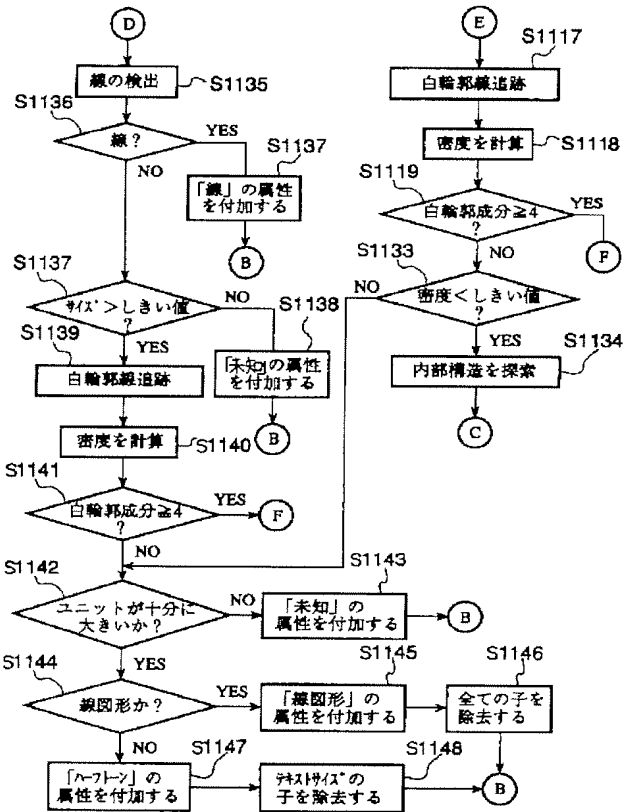 D
線の検出
S1135
S1136
線?
YES
NO
S1137
「線」の属性
を付加する
B
S1137
サイズ>しきい値
?
NO
YES
S1138
「未知」の属性
を付加する
B
S1139
白輪郭線追跡
密度を計算
S1140
S1141
白輪郭成分≧4
?
YES
F
NO
S1142
ユニットが十分に
大きいか?
NO
YES
S1143
「未知」の
属性を付加する
B
S1144
線図形か?
YES
NO
S1145
「線図形」の
属性を付加する
S1146
全ての子を
除去する
S1147
「ハーフトーン」の
属性を付加する
S1148
テキストサイズの
子を除去する
B
E
S1117
白輪郭線追跡
密度を計算
S1118
S1119
白輪郭成分≧4
?
YES
F
NO
S1133
NO
密度<しきい値
?
YES
S1134
内部構造を探索
C